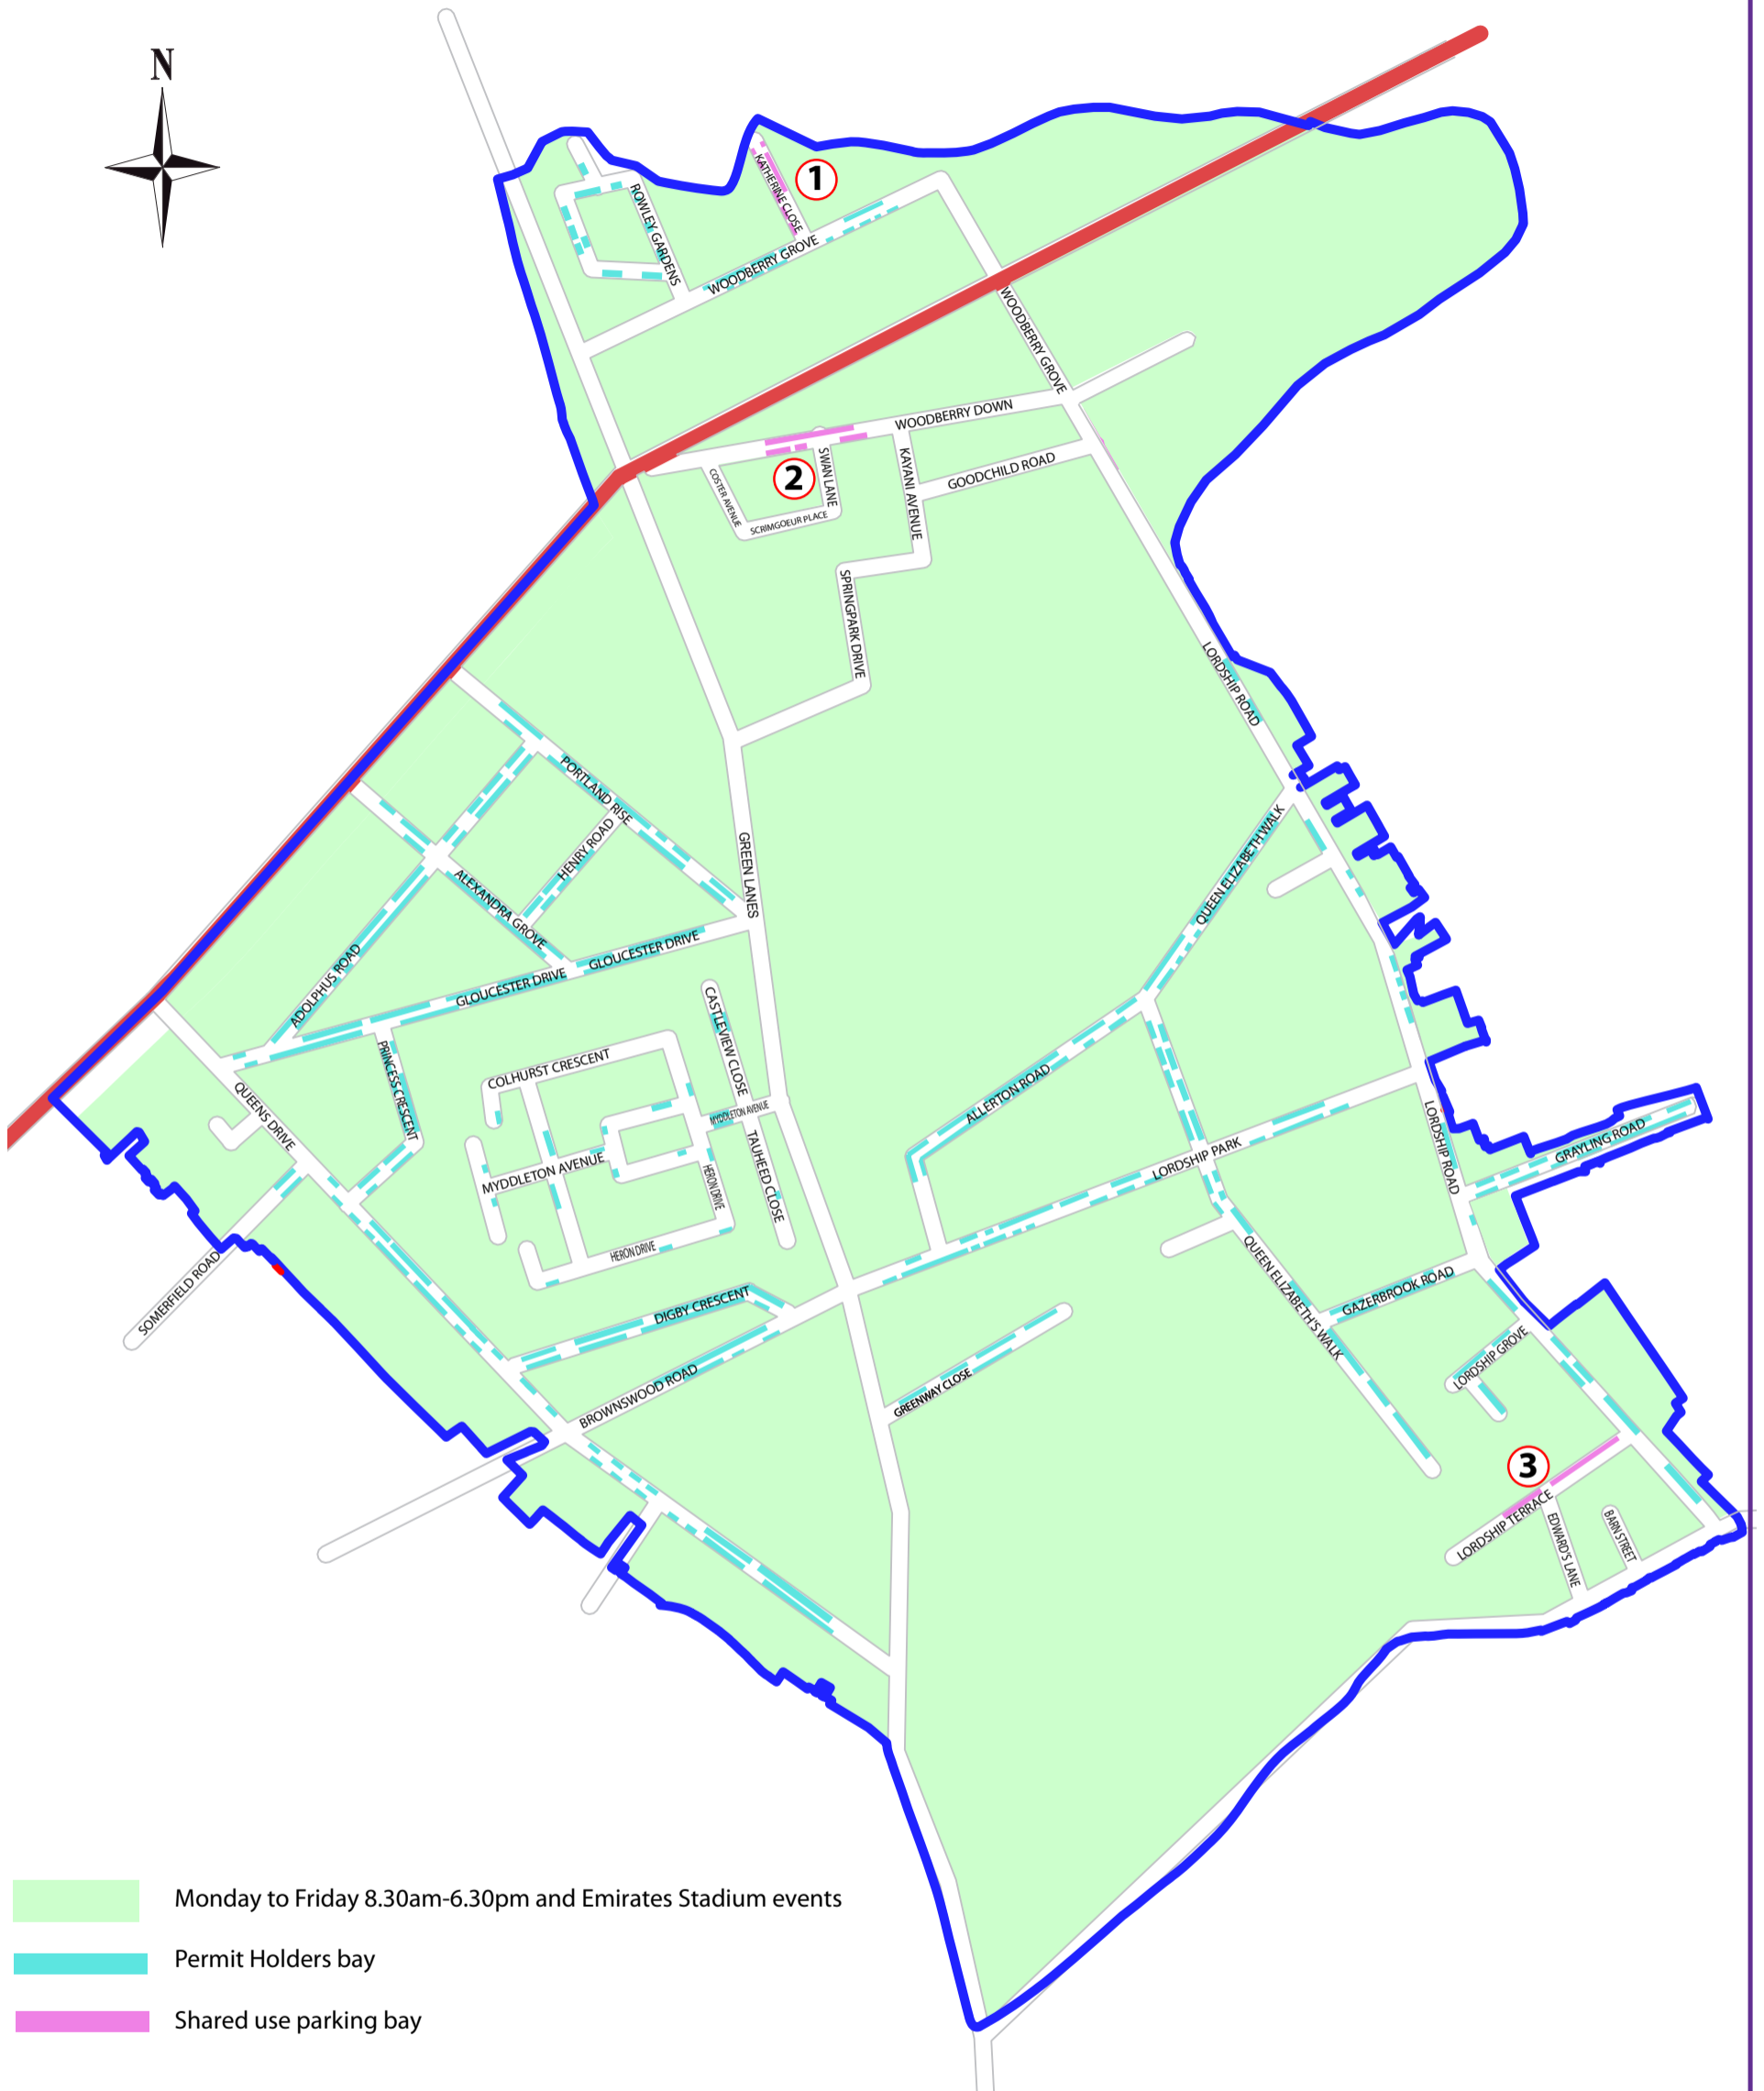 N
KATHERINE CLOSE
1
ROWLEY GARDENS
WOODBERRY GROVE
WOODBERRY GROVE
WOODBERRY DOWN
COSTER AVENUE
2
SWAN LANE
KAYANI AVENUE
GOODCHILD ROAD
SCRIMGOEUR PLACE
SPRINGPARK DRIVE
LORDSHIP ROAD
PORTLAND RISE
HENRY ROAD
GREEN LANES
QUEEN ELIZABETH WALK
ALEXANDRA GROVE
ADOLPHUS ROAD
GLOUCESTER DRIVE
GLOUCESTER DRIVE
CASTLEVIEW CLOSE
PRINCESS CRESCENT
COLHURST CRESCENT
QUEENS DRIVE
MYDDLETON AVENUE
ALLERTON ROAD
LORDSHIP ROAD
GRAYLING ROAD
LORDSHIP PARK
MYDDLETON AVENUE
HERON DRIVE
TAUHEED CLOSE
HERON DRIVE
SOMERFIELD ROAD
QUEEN ELIZABETH'S WALK
GAZERBROOK ROAD
DIGBY CRESCENT
LORDSHIP GROVE
BROWNSWOOD ROAD
GREENWAY CLOSE
3
LORDSHIP TERRACE
EDWARD'S LANE
BARN STREET
Monday to Friday 8.30am-6.30pm and Emirates Stadium events
Permit Holders bay
Shared use parking bay